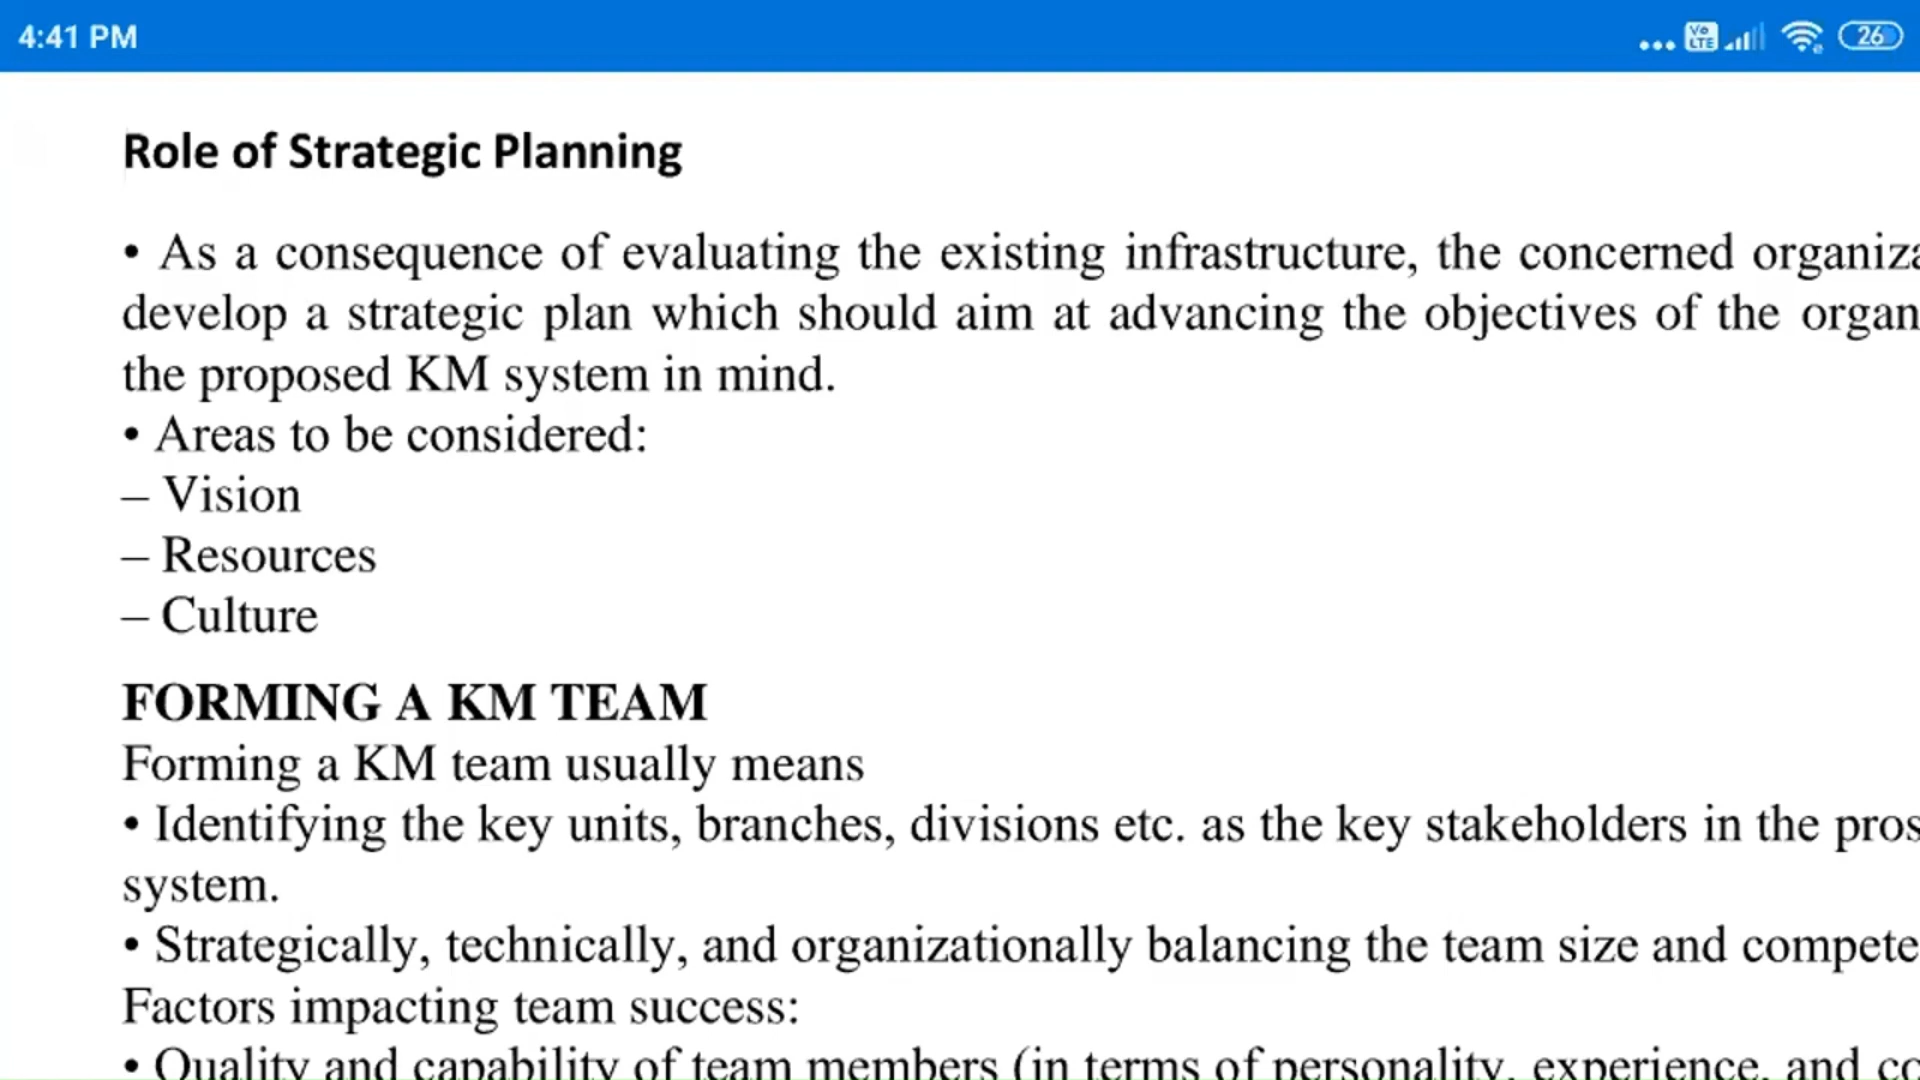 4:41 PM
Vo LTE
26
Role of Strategic Planning
• As a consequence of evaluating the existing infrastructure, the concerned organiza
develop a strategic plan which should aim at advancing the objectives of the organ
the proposed KM system in mind.
• Areas to be considered:
– Vision
– Resources
– Culture
FORMING A KM TEAM
Forming a KM team usually means
• Identifying the key units, branches, divisions etc. as the key stakeholders in the pros
system.
• Strategically, technically, and organizationally balancing the team size and compete
Factors impacting team success:
• Quality and capability of team members (in terms of personality, experience, and co